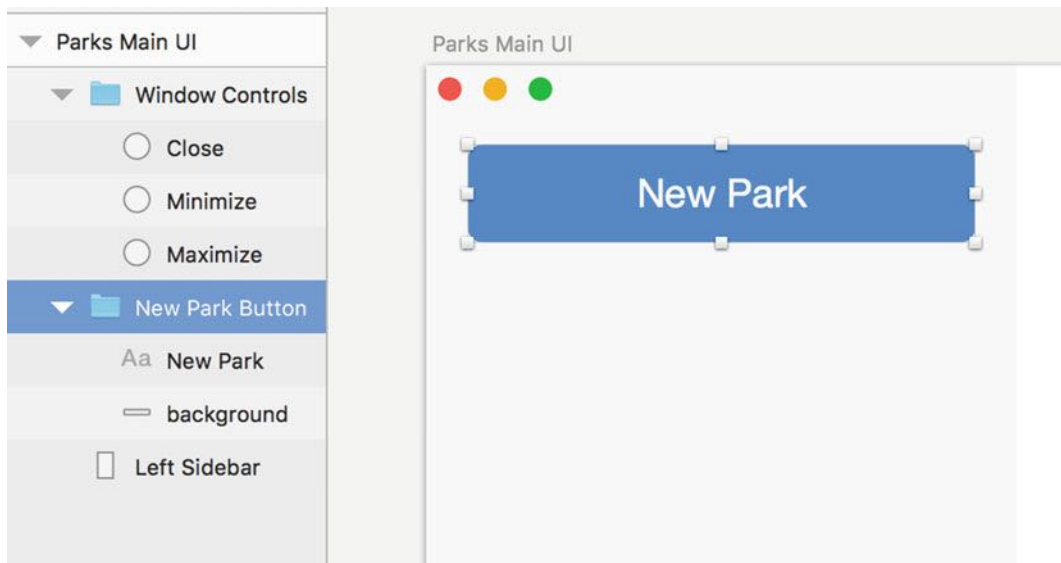 Parks Main UI
Window Controls
Close
Minimize
Maximize
New Park Button
Aa New Park
background
Left Sidebar
Parks Main UI
New Park